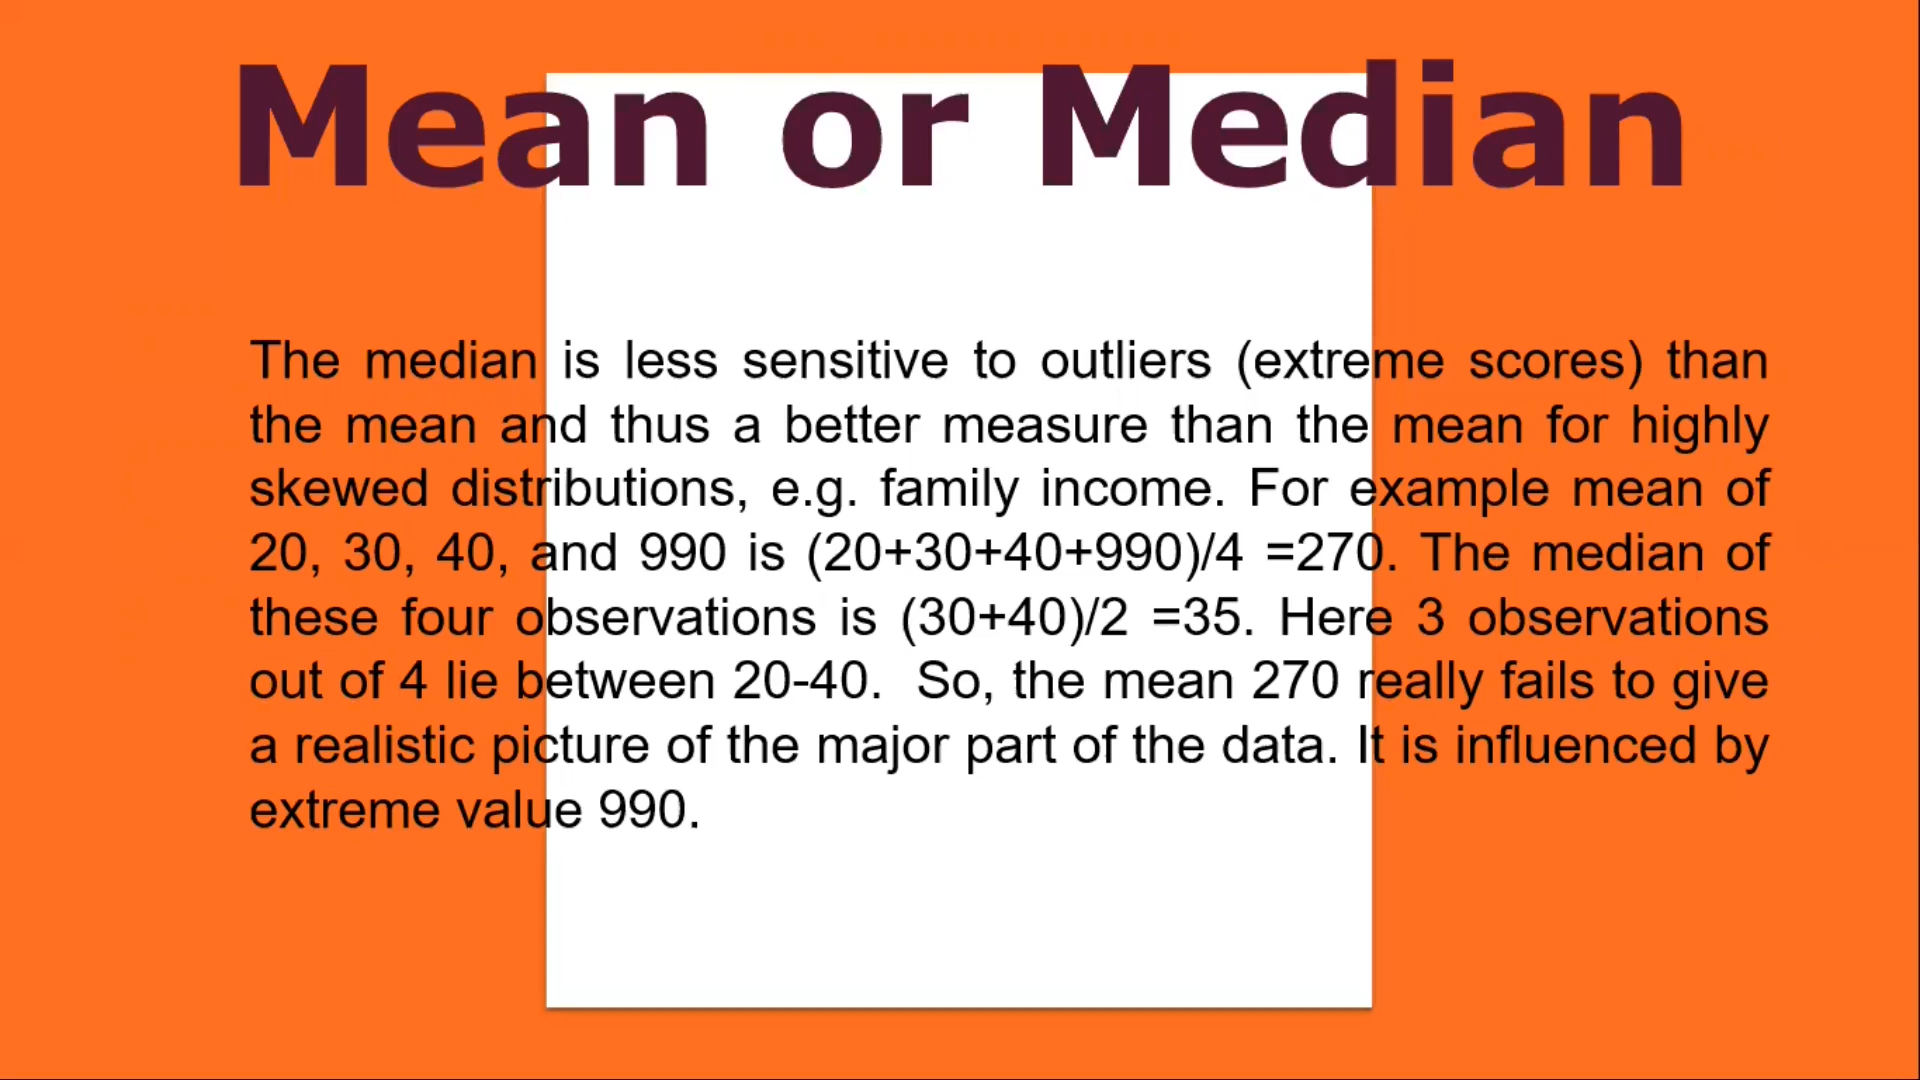 Mean or Median
The median is less sensitive to outliers (extreme scores) than
the mean and thus a better measure than the mean for highly
skewed distributions, e.g. family income. For example mean of
20, 30, 40, and 990 is (20+30+40+990)/4 =270. The median of
these four observations is (30+40)/2 =35. Here 3 observations
out of 4 lie between 20-40.  So, the mean 270 really fails to give
a realistic picture of the major part of the data. It is influenced by
extreme value 990.